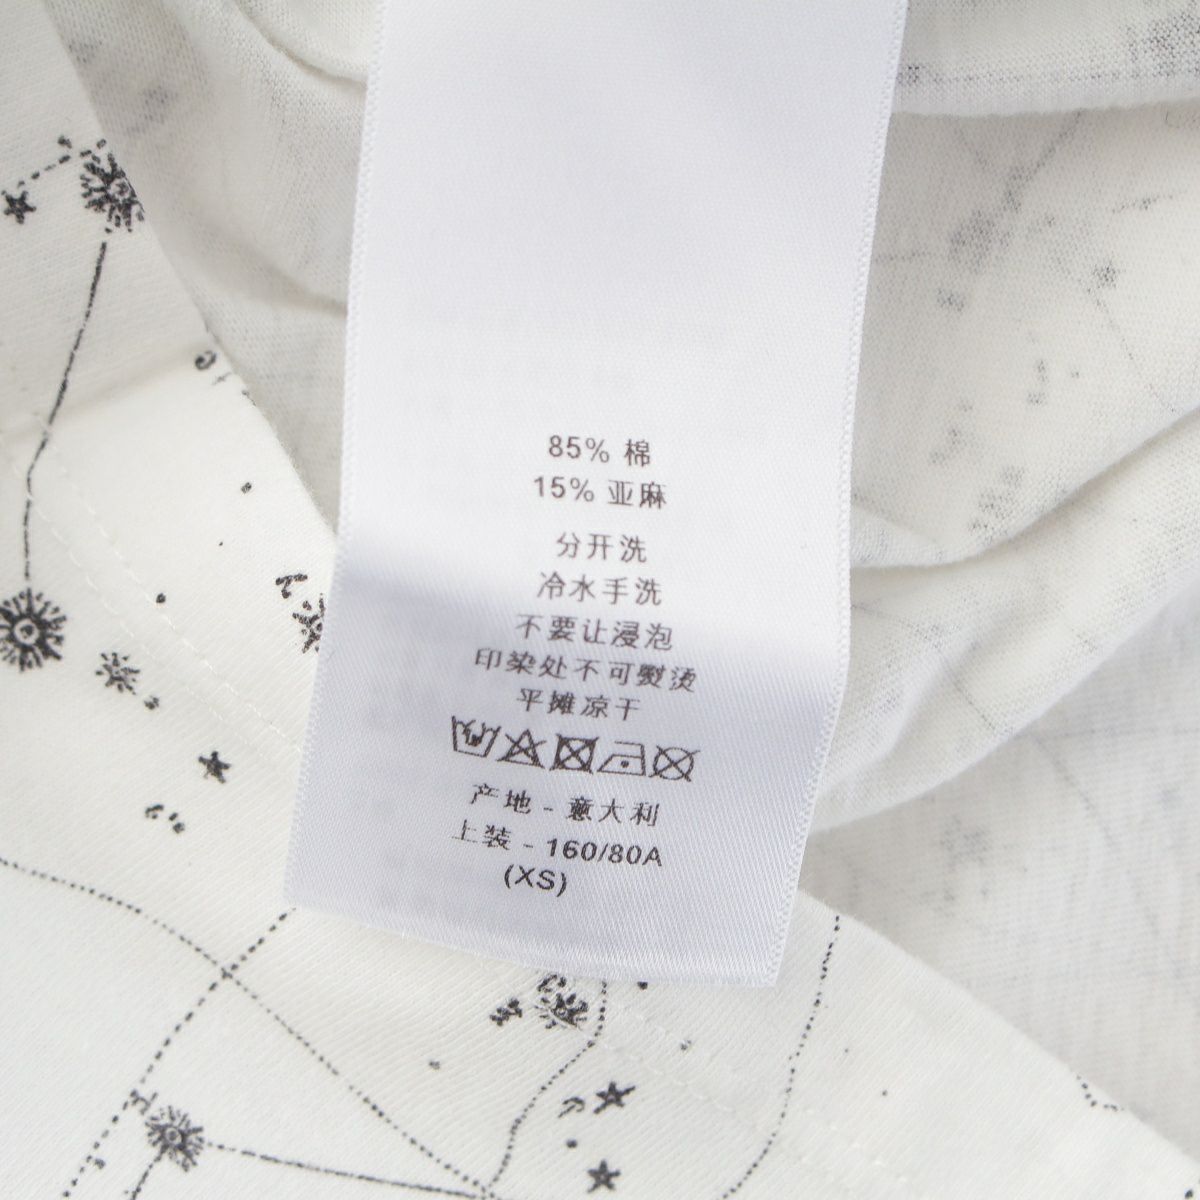 85% 棉
15% 亚麻
分开洗
冷水手洗
不要让浸泡
印染处不可熨烫
平摊凉干
产地 - 意大利
上装 - 160/80A
(XS)